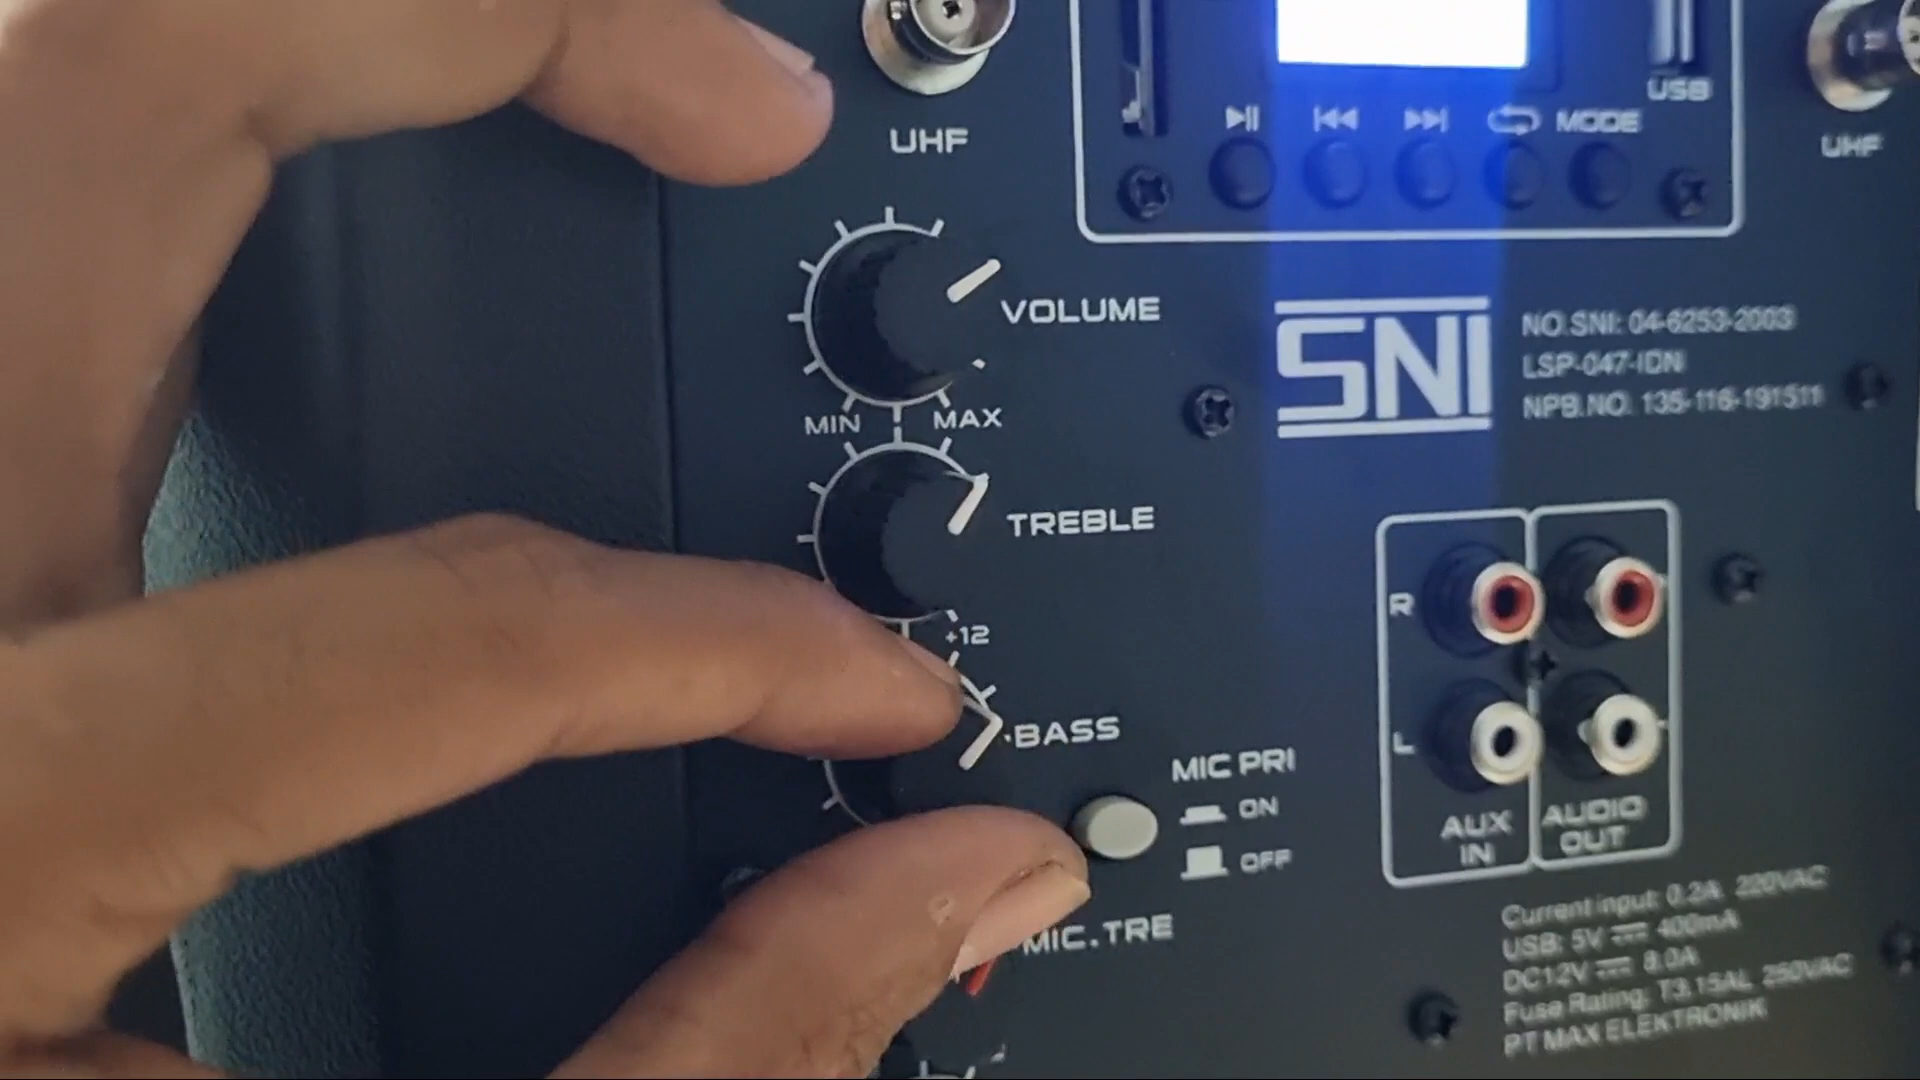 UHF
USB
MODE
UHF
VOLUME
MIN
MAX
SNI
NO.SNI: 04-6253-2003
LSP-047-IDN
NPB.NO. 135-116-191511
TREBLE
+12
BASS
MIC PRI
ON
OFF
MIC.TRE
R
L
AUX
IN
AUDIO
OUT
Current input: 0.2A, 220VAC
USB: 5V 400mA
DC12V 8.0A
Fuse Rating: T3.15AL, 250VAC
PT MAX ELEKTRONIK